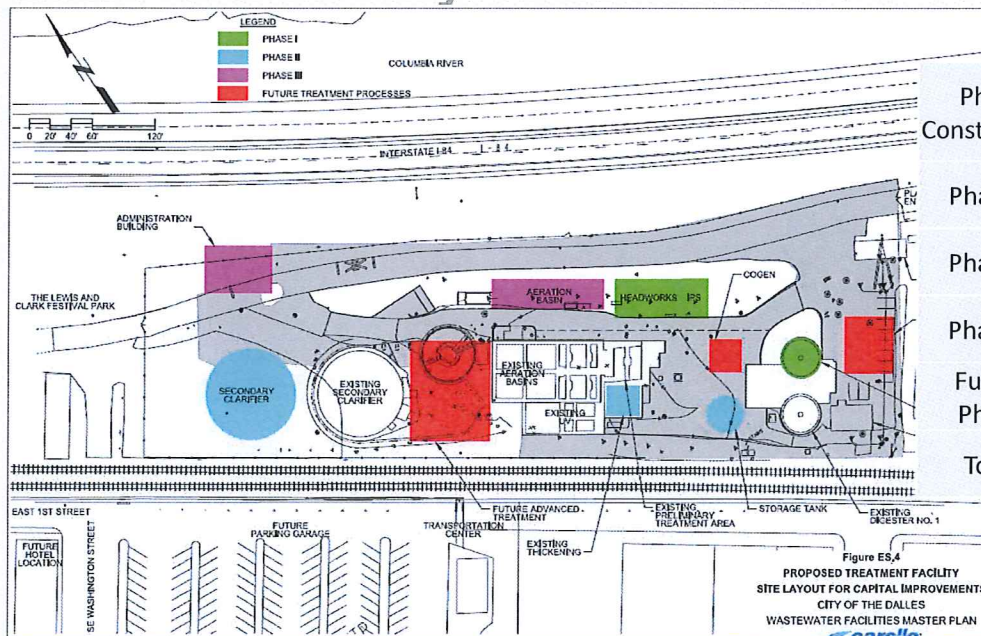 LEGEND
PHASE I
PHASE II
PHASE III
FUTURE TREATMENT PROCESSES
COLUMBIA RIVER
0 20' 40' 60' 120'
INTERSTATE I-84
ADMINISTRATION
BUILDING
THE LEWIS AND
CLARK FESTIVAL PARK
AERATION
BASIN
HEADWORKS IPS
COGEN
SECONDARY
CLARIFIER
EXISTING
SECONDARY
CLARIFIER
EXISTING
AERATION
BASINS
EXISTING
UV
EAST 1ST STREET
FUTURE
HOTEL
LOCATION
SE WASHINGTON STREET
FUTURE
PARKING GARAGE
TRANSPORTATION
CENTER
FUTURE ADVANCED
TREATMENT
EXISTING
THICKENING
EXISTING
PRELIMINARY
TREATMENT AREA
STORAGE TANK
EXISTING
DIGESTER NO. 1
Figure ES.4
PROPOSED TREATMENT FACILITY
SITE LAYOUT FOR CAPITAL IMPROVEMENTS
CITY OF THE DALLES
WASTEWATER FACILITIES MASTER PLAN
carollo